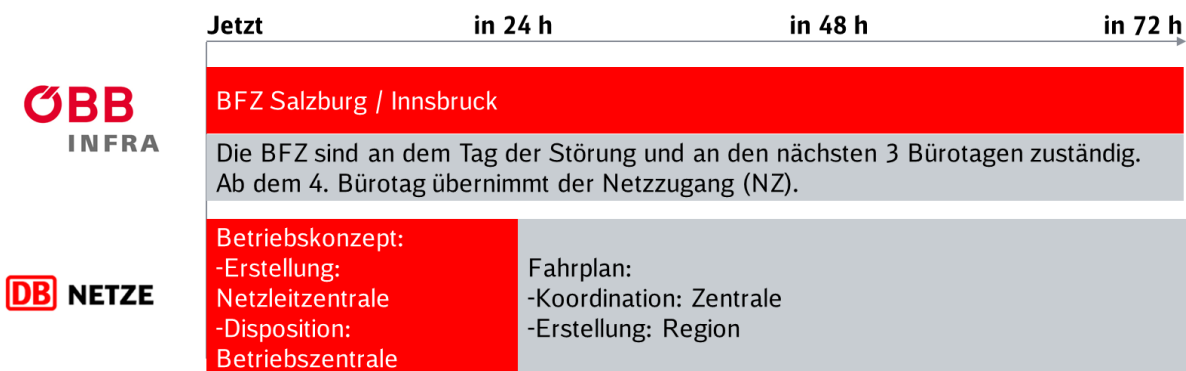 Jetzt in 24 h in 48 h in 72 h
ÖBB
INFRA
BFZ Salzburg / Innsbruck
Die BFZ sind an dem Tag der Störung und an den nächsten 3 Bürotagen zuständig.
Ab dem 4. Bürotag übernimmt der Netzzugang (NZ).
DB NETZE
Betriebskonzept:
-Erstellung:
Netzleitzentrale
-Disposition:
Betriebszentrale
Fahrplan:
-Koordination: Zentrale
-Erstellung: Region